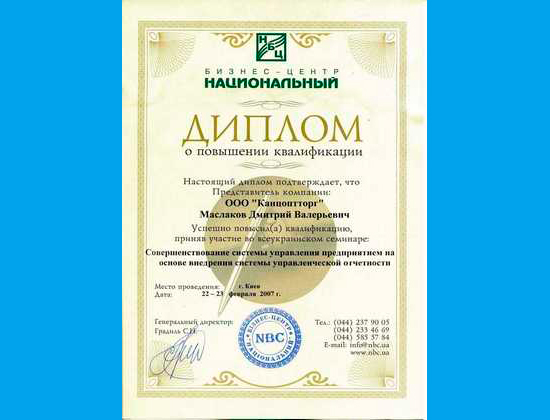 НБЦ
БИЗНЕС-ЦЕНТР
НАЦИОНАЛЬНЫЙ
ДИПЛОМ
о повышении квалификации
Настоящий диплом подтверждает, что
Представитель компании:
ООО "Канцоптторг"
Маслаков Дмитрий Валерьевич
Успешно повысил(а) квалификацию,
приняв участие во всеукраинском семинаре:
Совершенствование системы управления предприятием на
основе внедрения системы управленческой отчетности
Место проведения: г. Киев
Дата: 22 – 23 февраля 2007 г.
Генеральный директор:
Градиль С.П.
Тел.: (044) 237 90 05
(044) 233 46 69
(044) 585 57 84
E-mail: info@nbc.ua
www.nbc.ua
БИЗНЕС-ЦЕНТР
NBC
НАЦИОНАЛЬНЫЙ